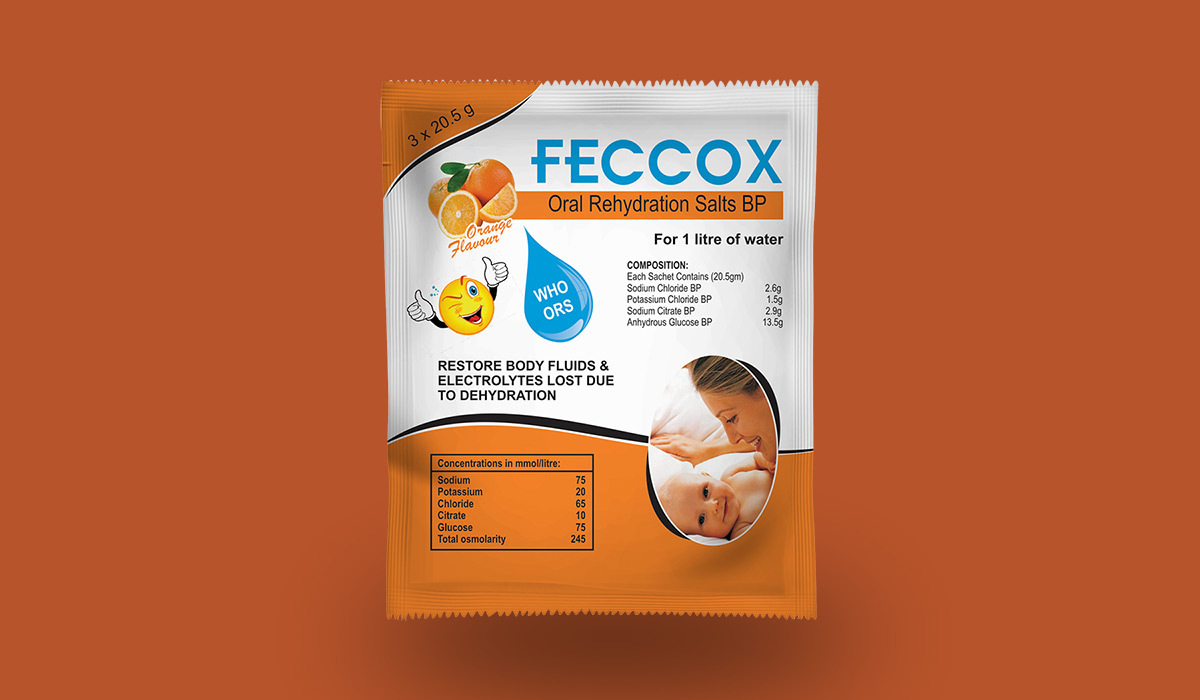 3 x 20.5 g
FECCOX
Oral Rehydration Salts BP
Orange
Flavour
For 1 litre of water
WHO
ORS
COMPOSITION:
Each Sachet Contains (20.5gm)
Sodium Chloride BP 2.6g
Potassium Chloride BP 1.5g
Sodium Citrate BP 2.9g
Anhydrous Glucose BP 13.5g
RESTORE BODY FLUIDS &
ELECTROLYTES LOST DUE
TO DEHYDRATION
Concentrations in mmol/litre:
Sodium 75
Potassium 20
Chloride 65
Citrate 10
Glucose 75
Total osmolarity 245